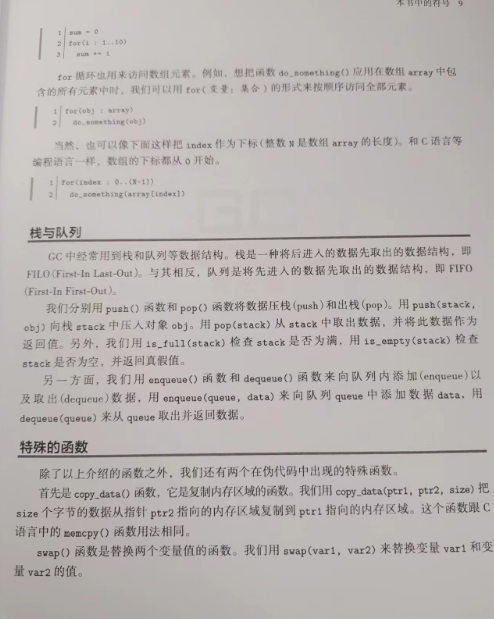 本书中的符号 9
1 sum = 0
2 for(i : 1..10)
3 sum += i
for 循环也用来访问数组元素。例如，想把函数 do_something() 应用在数组 array 中包
含的所有元素中时，我们可以用 for( 变量: 集合 ) 的形式来按顺序访问全部元素。
1 for(obj : array)
2 do_something(obj)
当然，也可以像下面这样把 index 作为下标(整数 N 是数组 array 的长度)。和 C 语言等
编程语言一样，数组的下标都从 0 开始。
1 for(index : 0..(N-1))
2 do_something(array[index])
栈与队列
GC 中经常用到栈和队列等数据结构。栈是一种将后进入的数据先取出的数据结构，即
FILO(First-In Last-Out)。与其相反，队列是将先进入的数据先取出的数据结构，即 FIFO
(First-In First-Out)。
我们分别用 push() 函数和 pop() 函数将数据压栈(push)和出栈(pop)。用 push(stack,
obj) 向栈 stack 中压入对象 obj。用 pop(stack) 从 stack 中取出数据，并将此数据作为
返回值。另外，我们用 is_full(stack) 检查 stack 是否为满，用 is_empty(stack) 检查
stack 是否为空，并返回真假值。
另一方面，我们用 enqueue() 函数和 dequeue() 函数来向队列内添加(enqueue)以
及取出(dequeue)数据，用 enqueue(queue, data) 来向队列 queue 中添加数据 data，用
dequeue(queue) 来从 queue 取出并返回数据。
特殊的函数
除了以上介绍的函数之外，我们还有两个在伪代码中出现的特殊函数。
首先是 copy_data() 函数，它是复制内存区域的函数。我们用 copy_data(ptr1, ptr2, size) 把
size 个字节的数据从指针 ptr2 指向的内存区域复制到 ptr1 指向的内存区域。这个函数跟 C
语言中的 memcpy() 函数用法相同。
swap() 函数是替换两个变量值的函数。我们用 swap(var1, var2) 来替换变量 var1 和变
量 var2 的值。